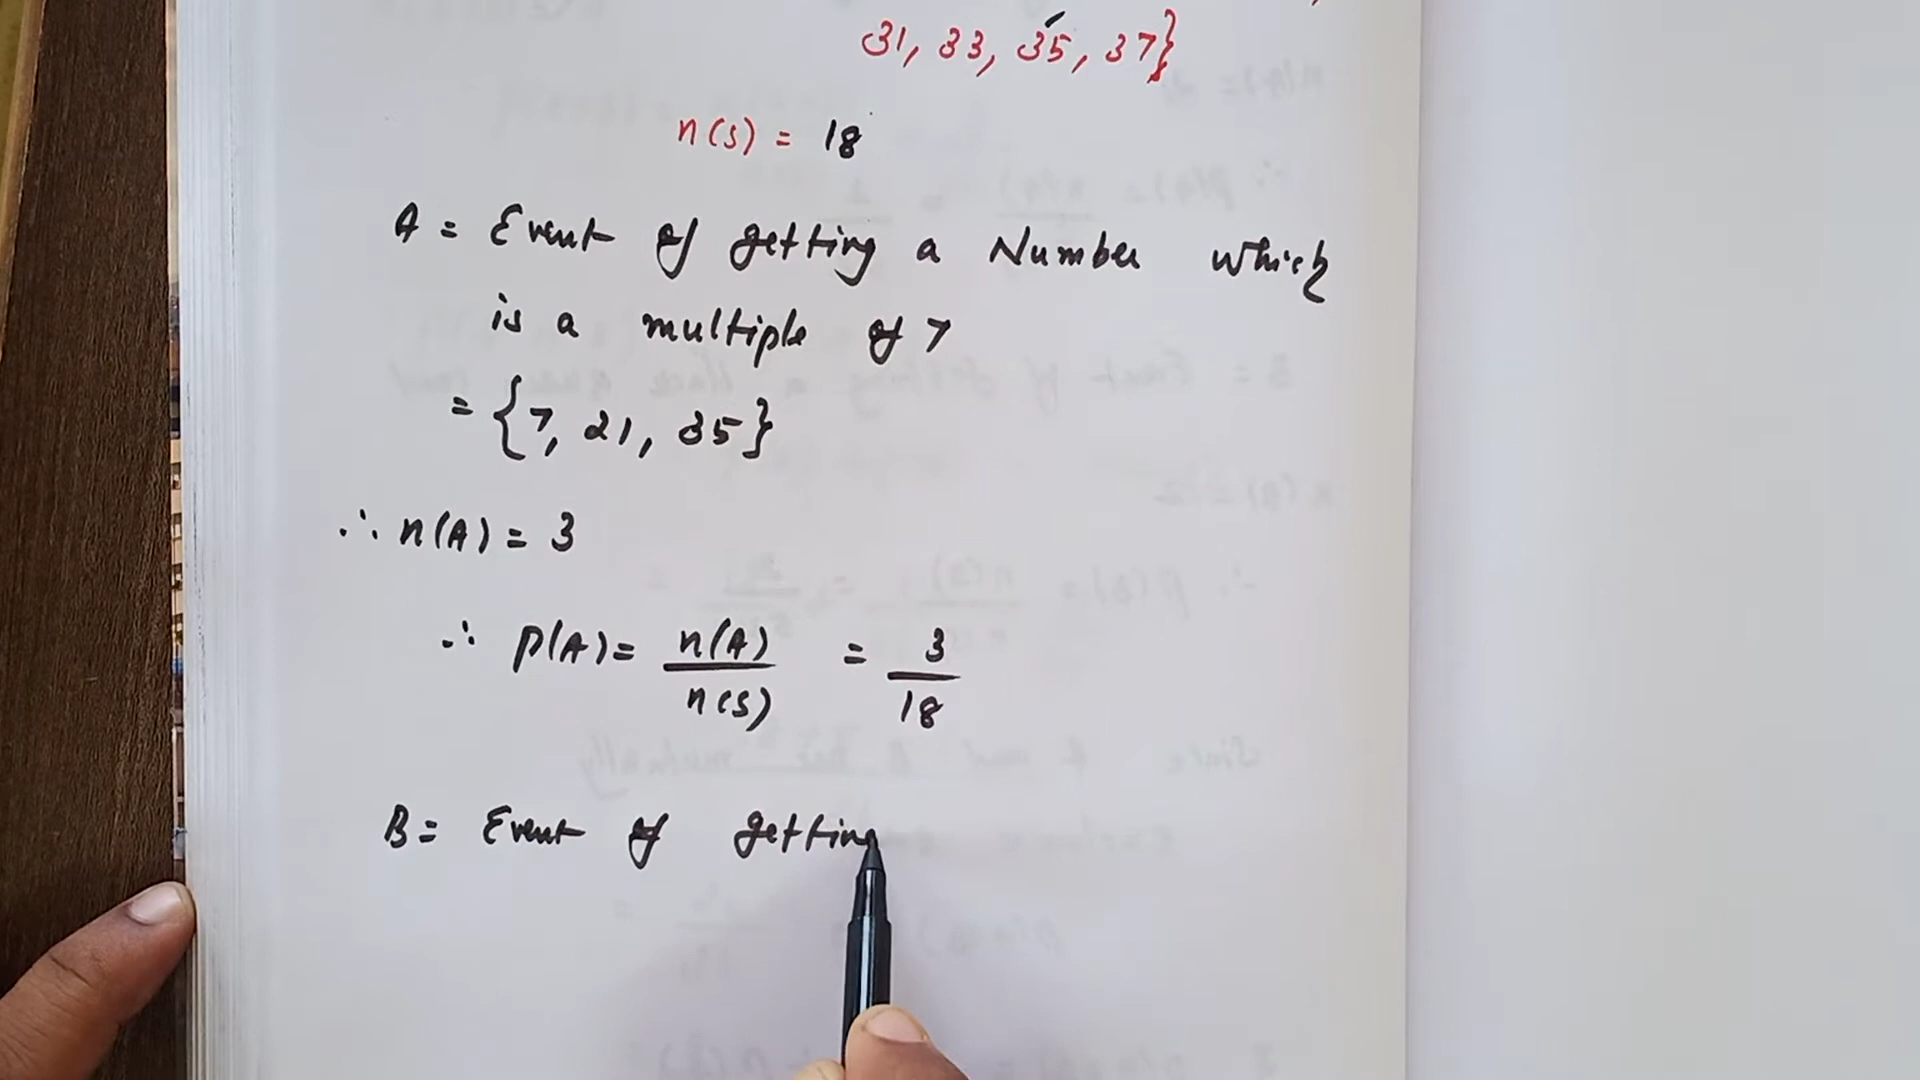 31, 33, 35, 37}
n(s) = 18
A = Event of getting a Number which
is a multiple of 7
= {7, 21, 35}
∴ n(A) = 3
∴ P(A) = n(A)/n(S) = 3/18
B = Event of getting